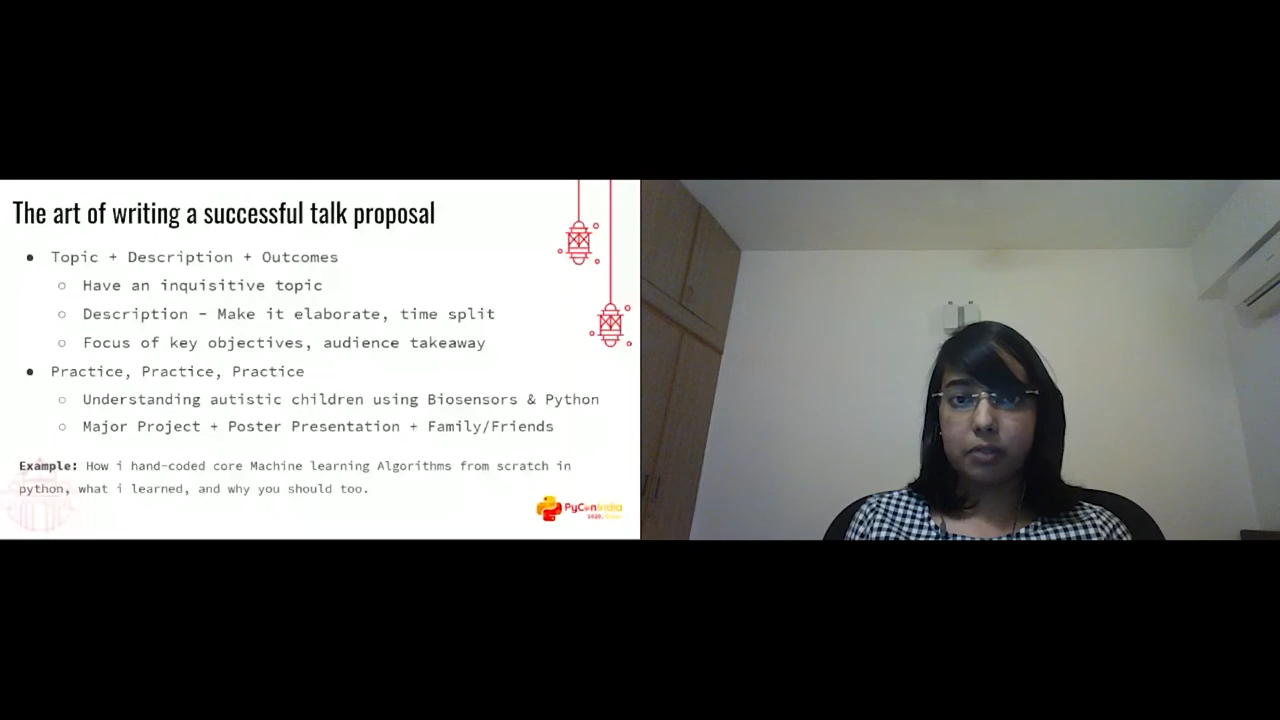 The art of writing a successful talk proposal
● Topic + Description + Outcomes
○ Have an inquisitive topic
○ Description - Make it elaborate, time split
○ Focus of key objectives, audience takeaway
● Practice, Practice, Practice
○ Understanding autistic children using Biosensors & Python
○ Major Project + Poster Presentation + Family/Friends
Example: How i hand-coded core Machine learning Algorithms from scratch in
python, what i learned, and why you should too.
PyConIndia
2020, Online